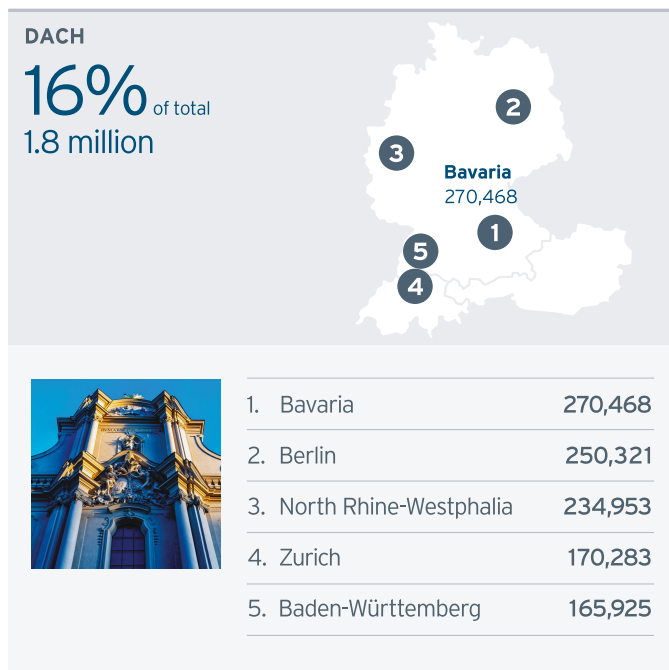 DACH
16% of total
1.8 million
2
3
Bavaria
270,468
1
5
4
1. Bavaria 270,468
2. Berlin 250,321
3. North Rhine-Westphalia 234,953
4. Zurich 170,283
5. Baden-Württemberg 165,925